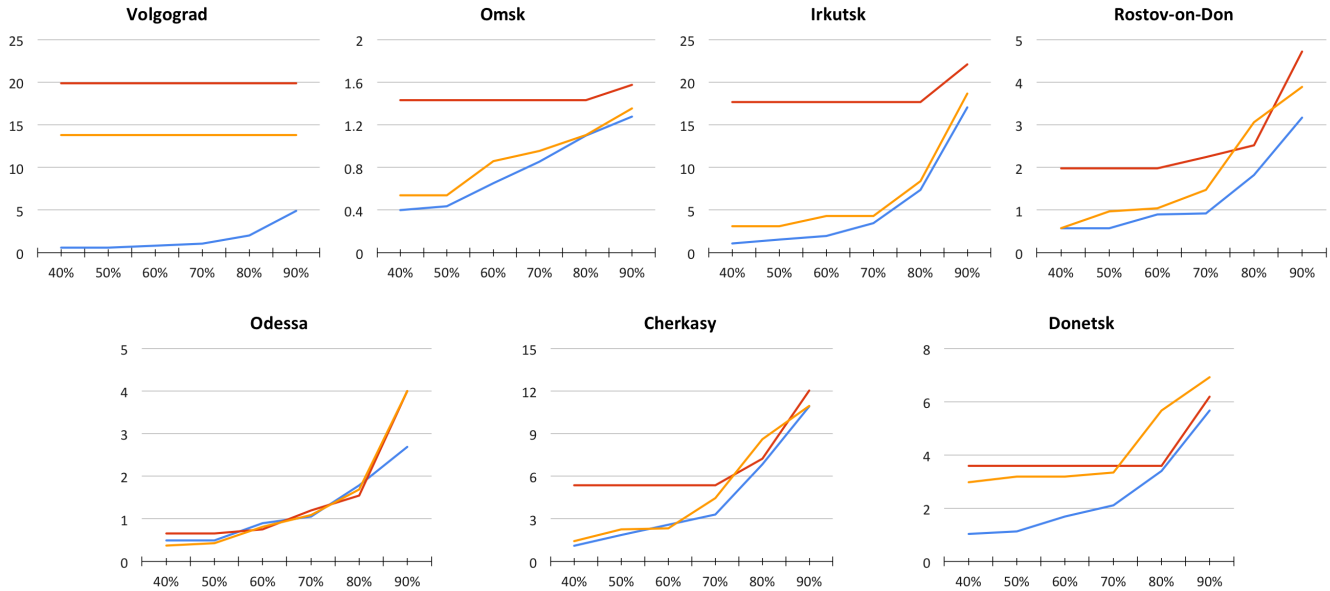 Volgograd Omsk Irkutsk Rostov-on-Don
25 2 25 5
20 1.6 20 4
15 1.2 15 3
10 0.8 10 2
5 0.4 5 1
0 0 0 0
40% 50% 60% 70% 80% 90% 40% 50% 60% 70% 80% 90% 40% 50% 60% 70% 80% 90% 40% 50% 60% 70% 80% 90%
Odessa Cherkasy Donetsk
5 15 8
4 12 6
3 9 4
2 6 2
1 3 0
0 0
40% 50% 60% 70% 80% 90% 40% 50% 60% 70% 80% 90% 40% 50% 60% 70% 80% 90%